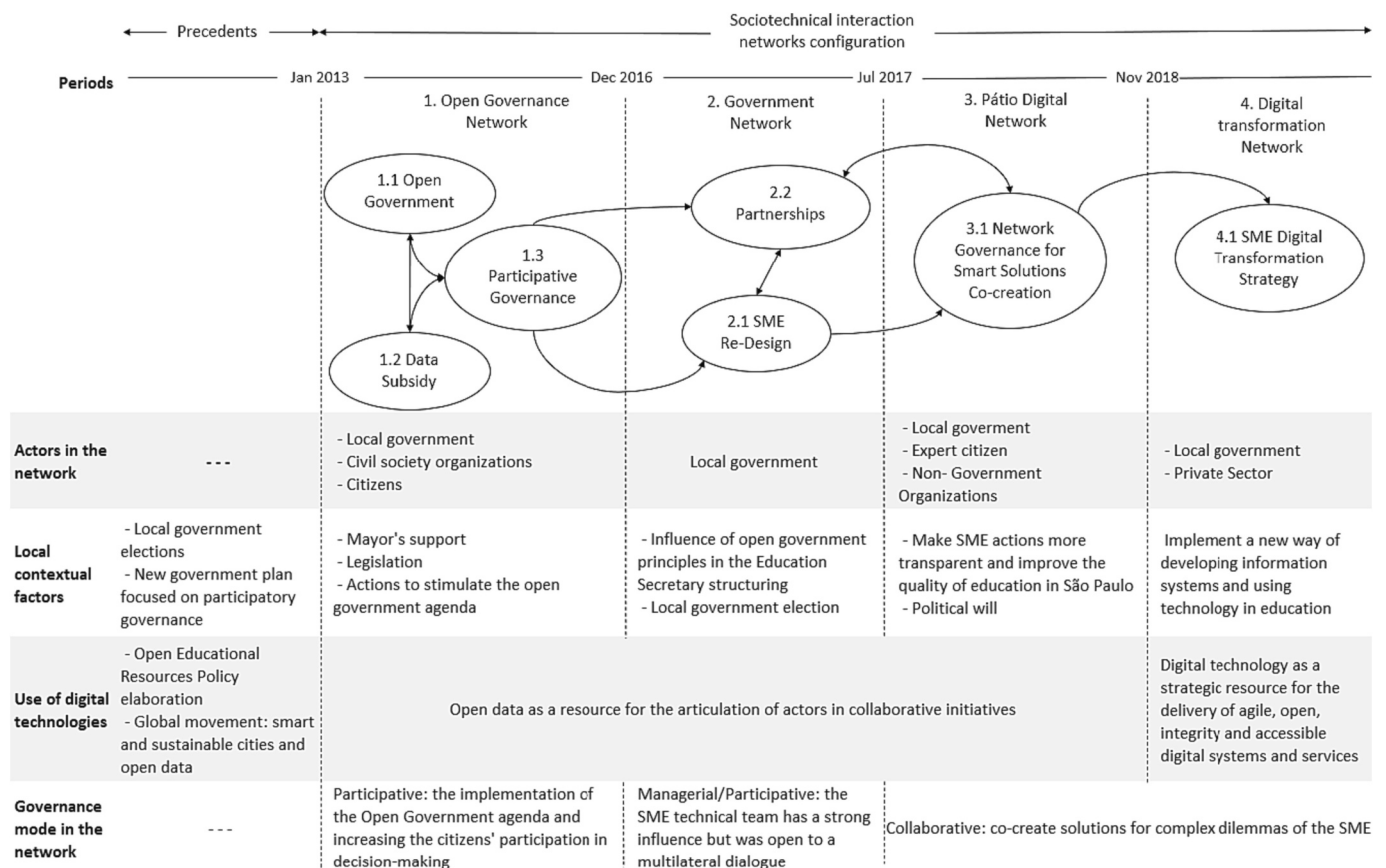 Precedents
Sociotechnical interaction
networks configuration
Periods
Jan 2013
Dec 2016
Jul 2017
Nov 2018
1. Open Governance
Network
2. Government
Network
3. Pátio Digital
Network
4. Digital
transformation
Network
1.1 Open
Government
1.2 Data
Subsidy
1.3
Participative
Governance
2.2
Partnerships
2.1 SME
Re-Design
3.1 Network
Governance for
Smart Solutions
Co-creation
4.1 SME Digital
Transformation
Strategy
Actors in the
network
- - -
- Local government
- Civil society organizations
- Citizens
Local government
- Local goverment
- Expert citizen
- Non- Government
Organizations
- Local government
- Private Sector
Local
contextual
factors
- Local government
elections
- New government plan
focused on participatory
governance
- Mayor's support
- Legislation
- Actions to stimulate the open
government agenda
- Influence of open government
principles in the Education
Secretary structuring
- Local government election
- Make SME actions more
transparent and improve the
quality of education in São Paulo
- Political will
Implement a new way of
developing information
systems and using
technology in education
Use of digital
technologies
- Open Educational
Resources Policy
elaboration
- Global movement: smart
and sustainable cities and
open data
Open data as a resource for the articulation of actors in collaborative initiatives
Digital technology as a
strategic resource for the
delivery of agile, open,
integrity and accessible
digital systems and services
Governance
mode in the
network
- - -
Participative: the implementation of
the Open Government agenda and
increasing the citizens' participation in
decision-making
Managerial/Participative: the
SME technical team has a strong
influence but was open to a
multilateral dialogue
Collaborative: co-create solutions for complex dilemmas of the SME